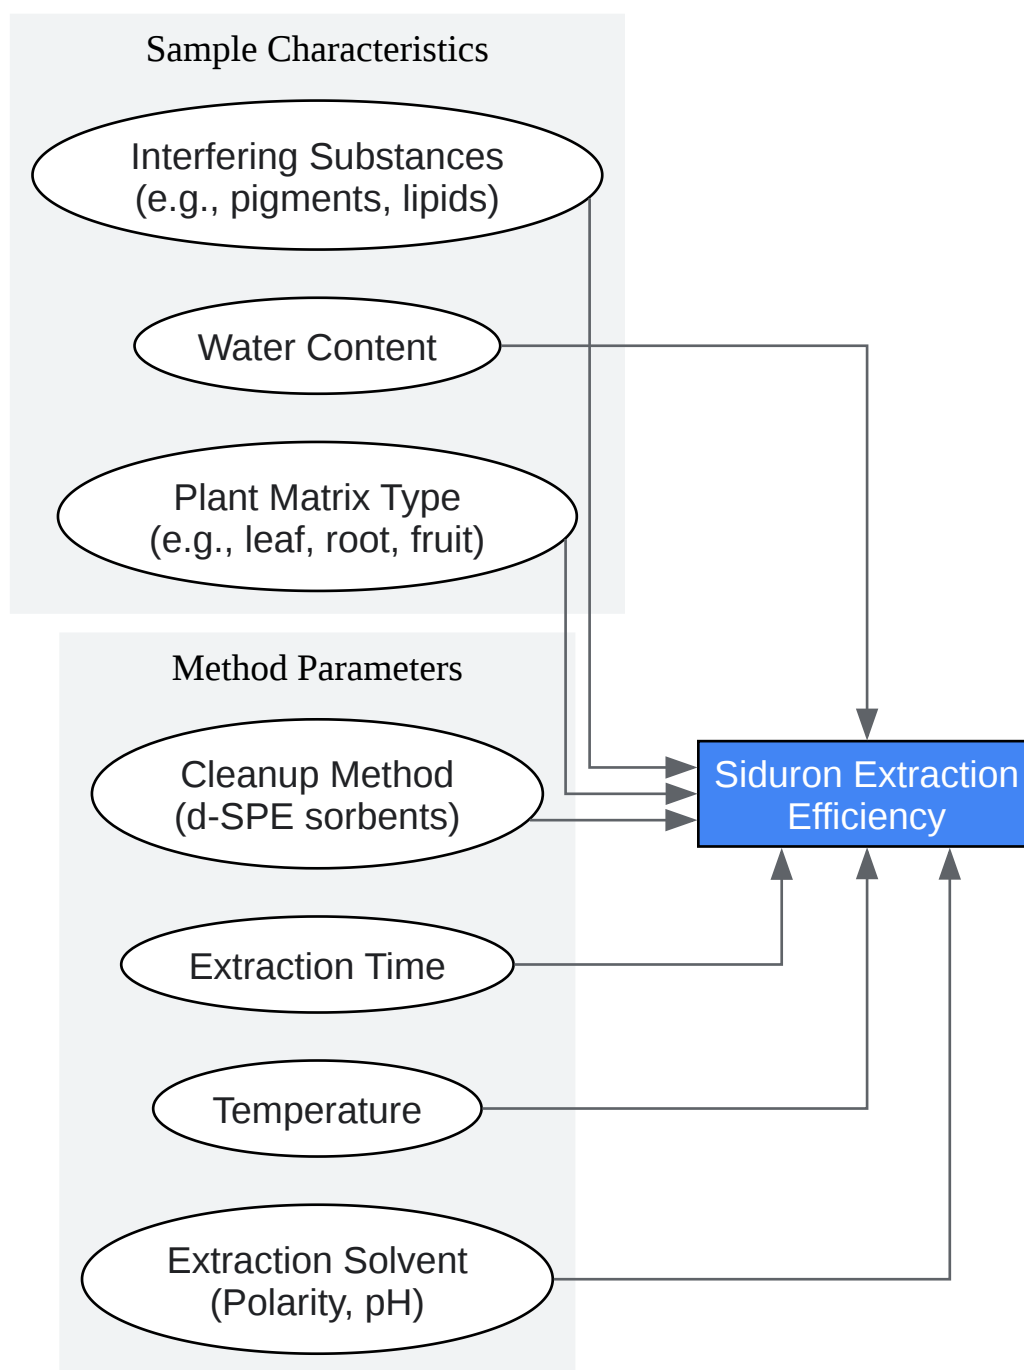 Sample Characteristics
Interfering Substances
(e.g., pigments, lipids)
Water Content
Plant Matrix Type
(e.g., leaf, root, fruit)
Method Parameters
Cleanup Method
(d-SPE sorbents)
Siduron Extraction
Efficiency
Extraction Time
Temperature
Extraction Solvent
(Polarity, pH)